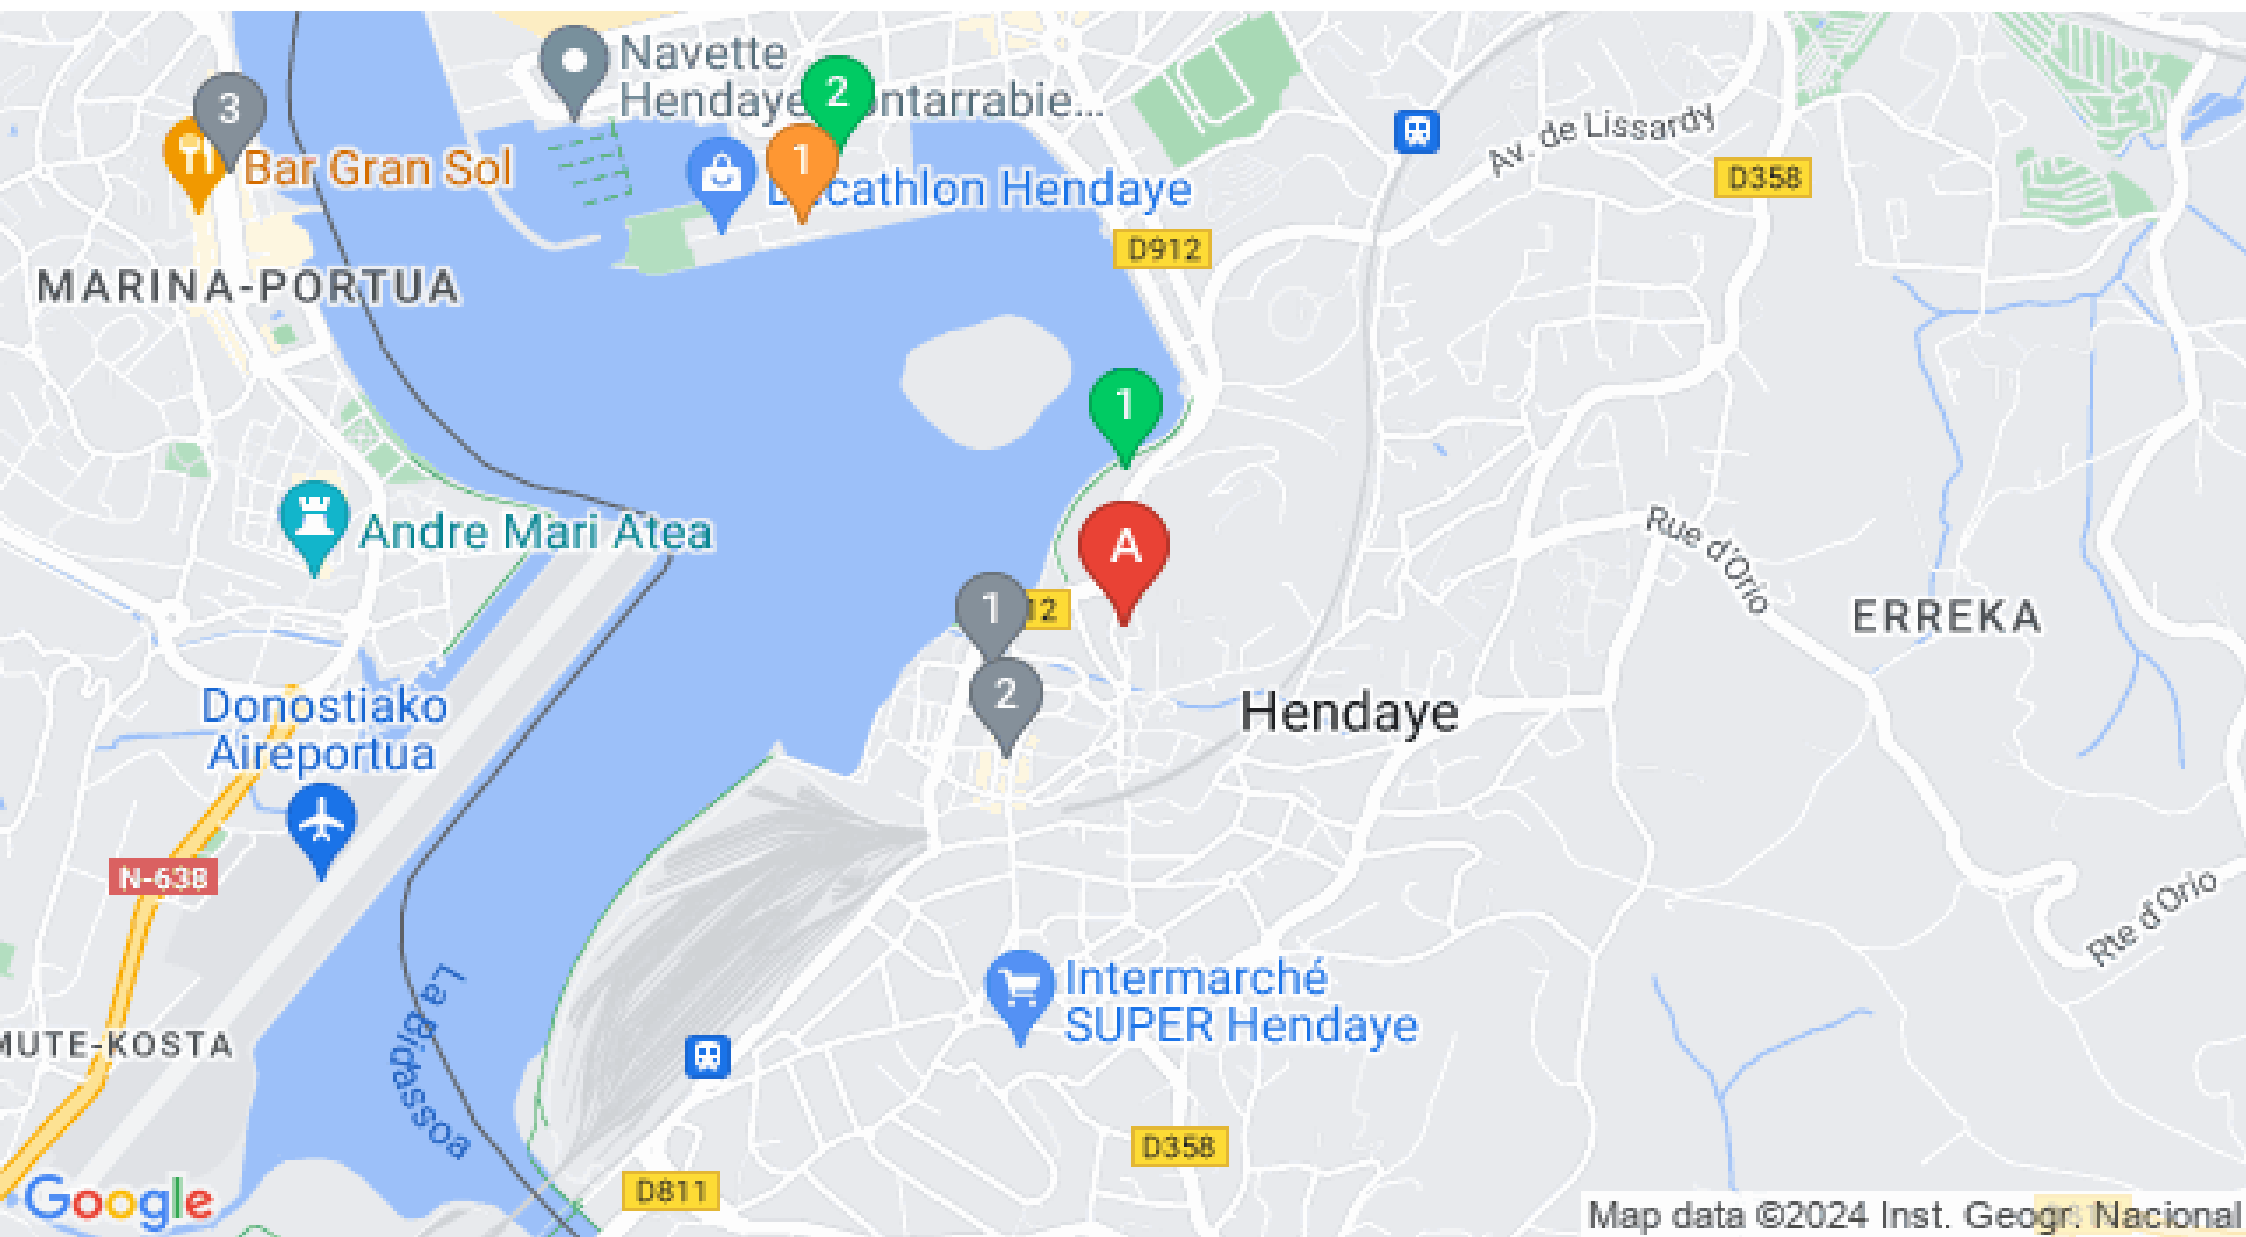 Navette
Hendaye
ntarrabie...
2
3
1
Bar Gran Sol
cathlon Hendaye
Av. de Lissardy
D358
D912
MARINA-PORTUA
1
A
Andre Mari Atea
Rue d'Orio
1
12
ERREKA
2
Hendaye
Donostiako
Aireportua
N-638
Rte d'Orio
Intermarché
SUPER Hendaye
La Bidassoa
MUTE-KOSTA
D358
D811
Google
Map data ©2024 Inst. Geogr. Nacional